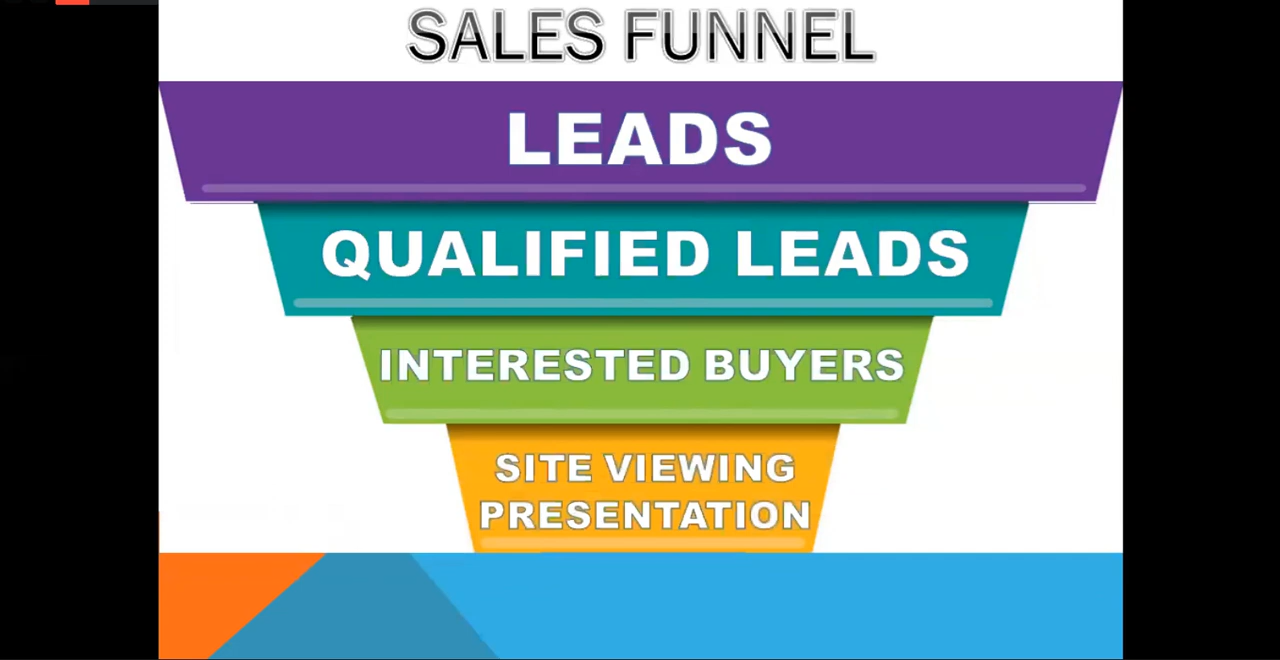 SALES FUNNEL
LEADS
QUALIFIED LEADS
INTERESTED BUYERS
SITE VIEWING
PRESENTATION